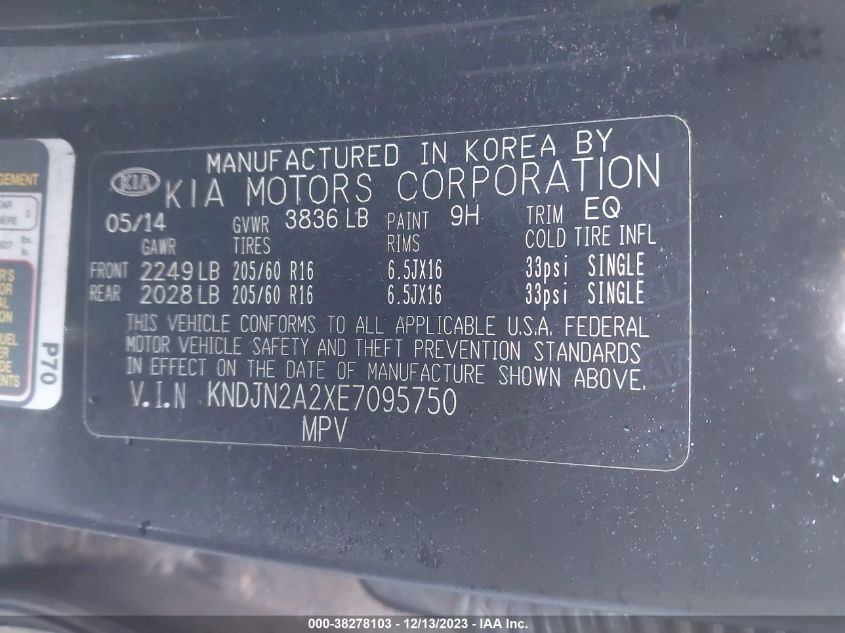 MANUFACTURED IN KOREA BY
KIA KIA MOTORS CORPORATION
05/14 GVWR 3836 LB PAINT 9H TRIM EQ
GAWR TIRES RIMS COLD TIRE INFL
FRONT 2249 LB 205/60 R16 6.5JX16 33psi SINGLE
REAR 2028 LB 205/60 R16 6.5JX16 33psi SINGLE
THIS VEHICLE CONFORMS TO ALL APPLICABLE U.S.A. FEDERAL
MOTOR VEHICLE SAFETY AND THEFT PREVENTION STANDARDS
IN EFFECT ON THE DATE OF MANUFACTURE SHOWN ABOVE.
V.I.N KNDJN2A2XE7095750
MPV
P70
000-38278103 - 12/13/2023 - IAA Inc.